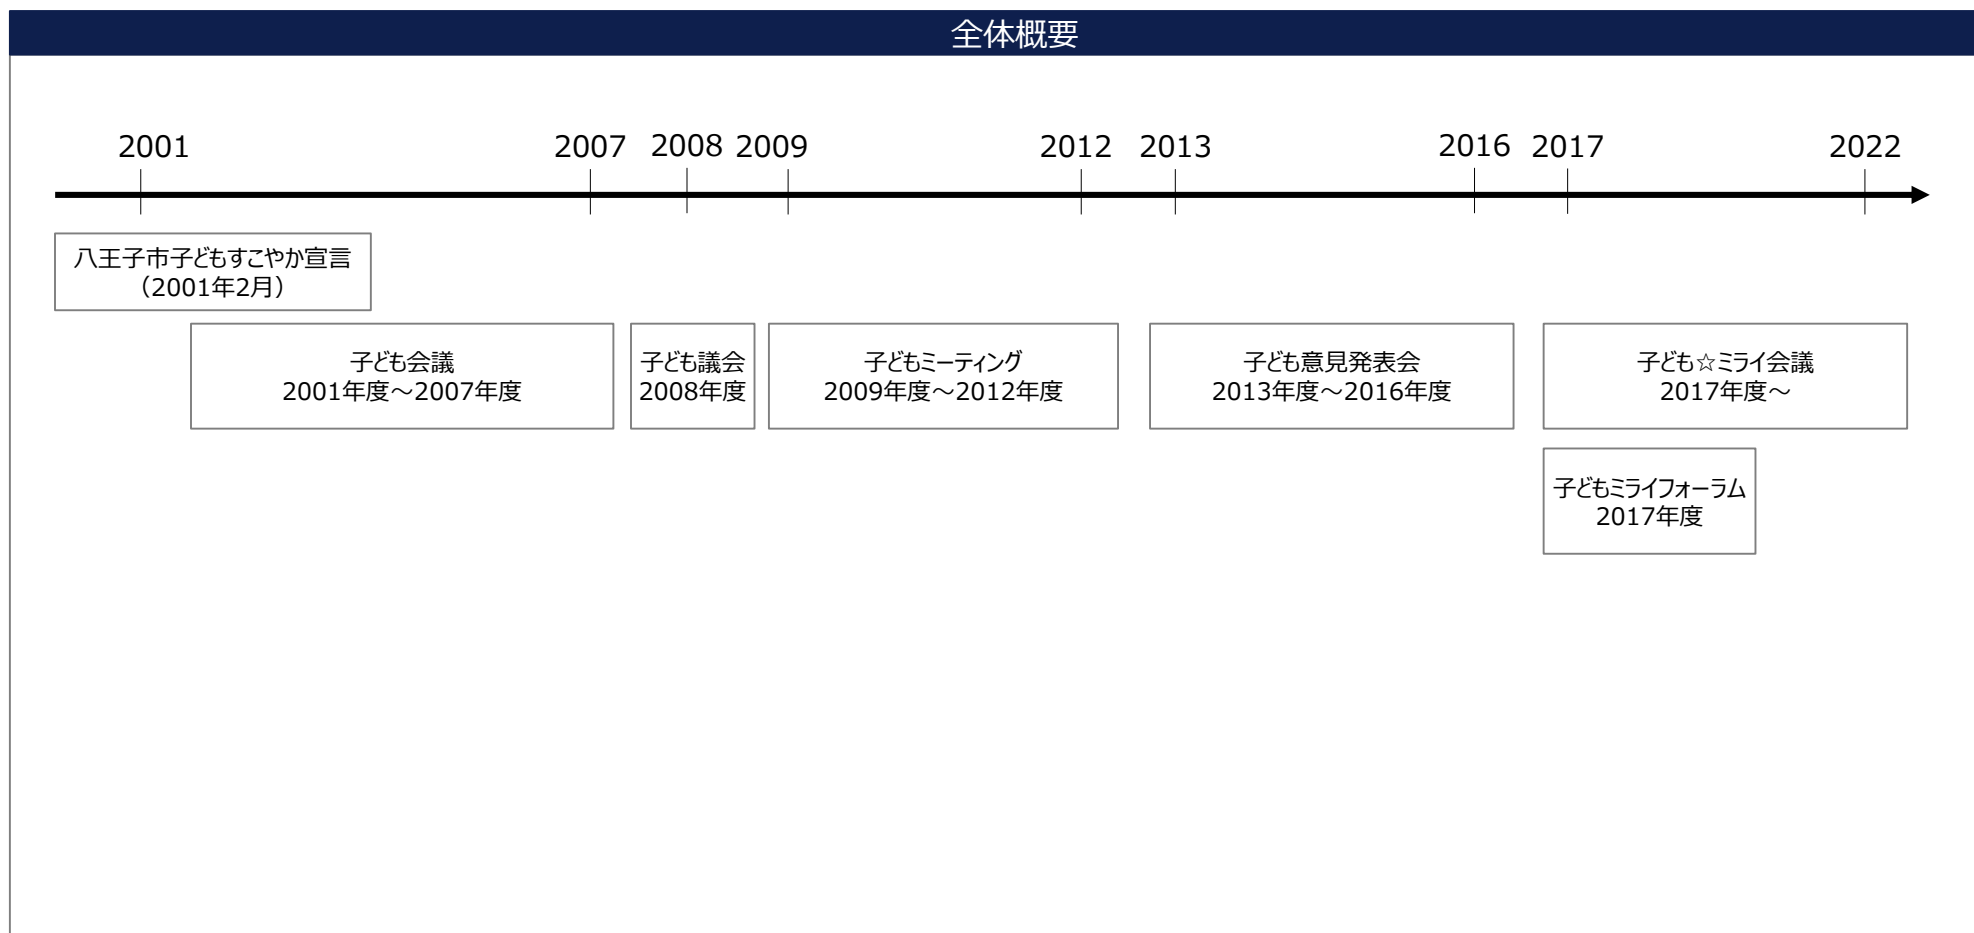 全体概要
2001
2007
2008
2009
2012
2013
2016
2017
2022
八王子市子どもすこやか宣言
（2001年2月）
子ども会議
2001年度～2007年度
子ども議会
2008年度
子どもミーティング
2009年度～2012年度
子ども意見発表会
2013年度～2016年度
子ども☆ミライ会議
2017年度～
子どもミライフォーラム
2017年度